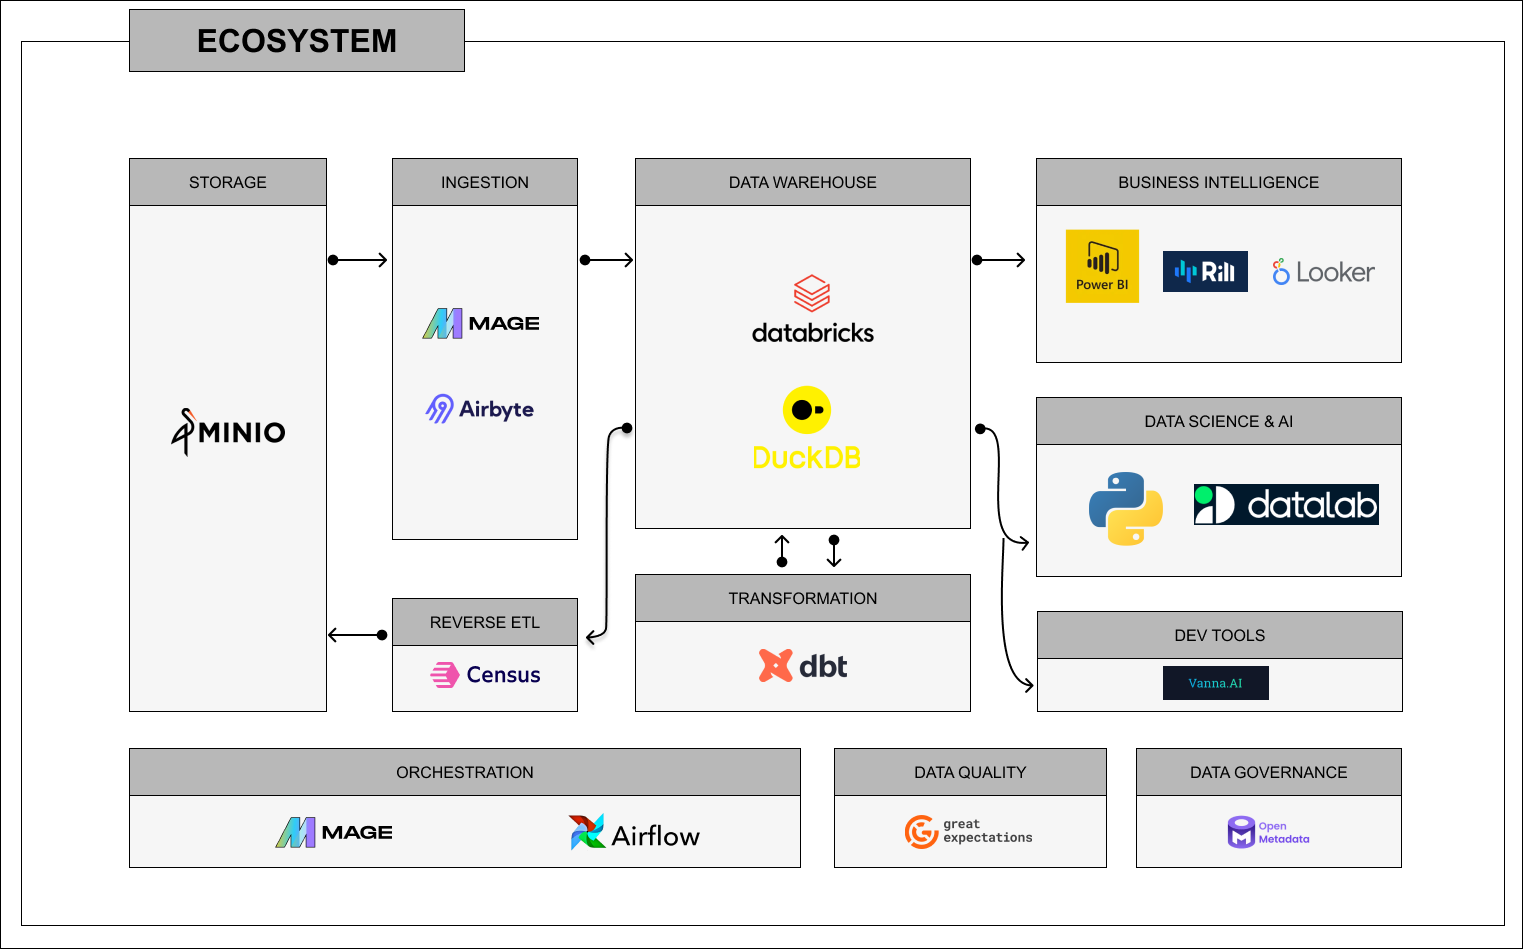 ECOSYSTEM
STORAGE
INGESTION
DATA WAREHOUSE
BUSINESS INTELLIGENCE
Power BI
Rill
Looker
MAGE
databricks
Airbyte
MINIO
DuckDB
DATA SCIENCE & AI
datalab
REVERSE ETL
Census
TRANSFORMATION
dbt
DEV TOOLS
Vanna.AI
ORCHESTRATION
MAGE
Airflow
DATA QUALITY
great
expectations
DATA GOVERNANCE
Open
Metadata